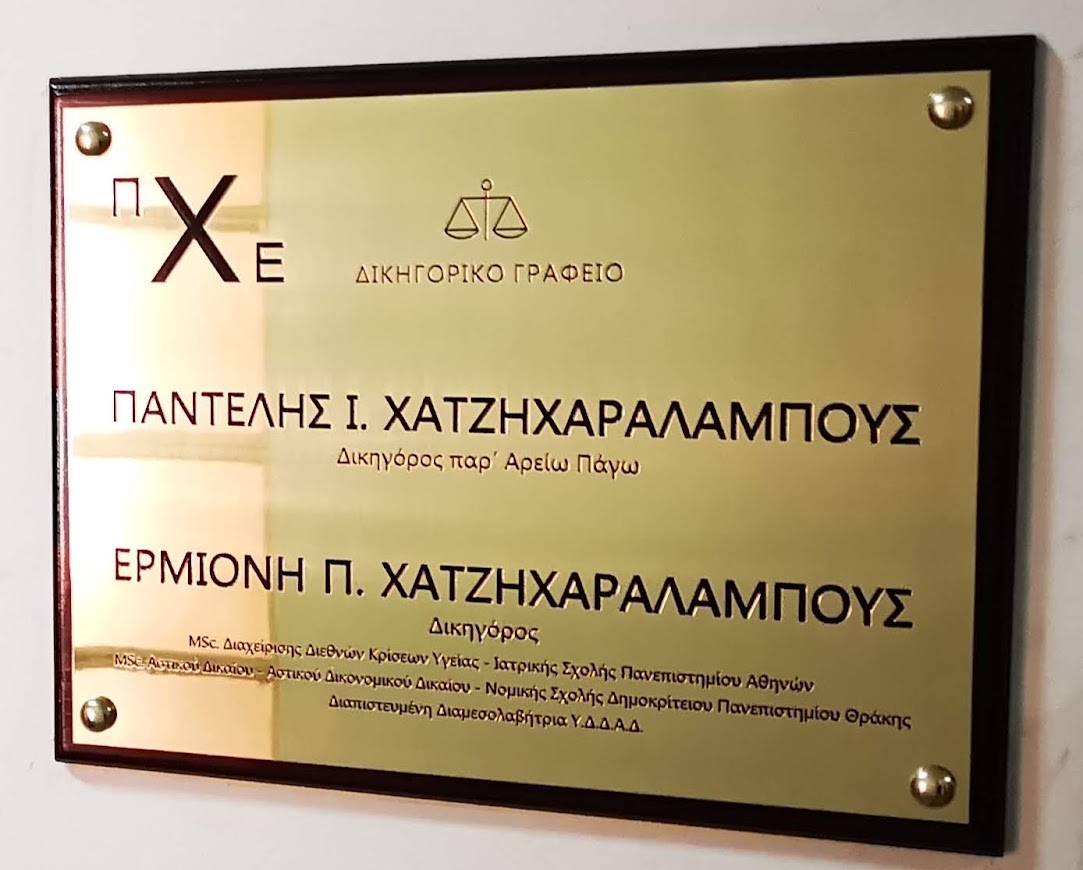 Π Χ Ε
ΔΙΚΗΓΟΡΙΚΟ ΓΡΑΦΕΙΟ
ΠΑΝΤΕΛΗΣ Ι. ΧΑΤΖΗΧΑΡΑΛΑΜΠΟΥΣ
Δικηγόρος παρ΄ Αρείω Πάγω
ΕΡΜΙΟΝΗ Π. ΧΑΤΖΗΧΑΡΑΛΑΜΠΟΥΣ
Δικηγόρος
MSc. Διαχείρισης Διεθνών Κρίσεων Υγείας - Ιατρικής Σχολής Πανεπιστημίου Αθηνών
MSc. Αστικού Δικαίου - Αστικού Δικονομικού Δικαίου - Νομικής Σχολής Δημοκρίτειου Πανεπιστημίου Θράκης
Διαπιστευμένη Διαμεσολαβήτρια Υ.Δ.Δ.Α.Δ.